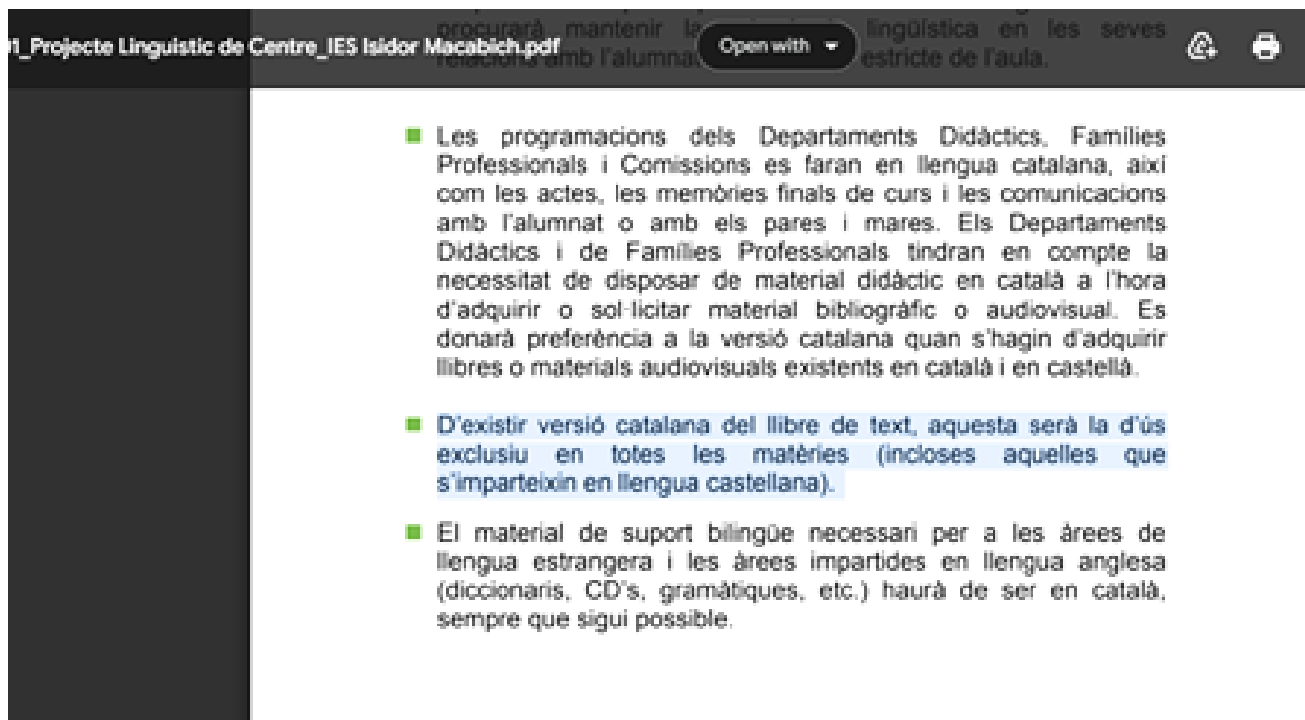 procurarà mantenir la lingüística en les seves
01_Projecte Linguistic de Centre_IES Isidor Macabich.pdf
Open with
relacions amb l'alumnat estricte de l'aula.
Les programacions dels Departaments Didàctics, Famílies
Professionals i Comissions es faran en llengua catalana, així
com les actes, les memòries finals de curs i les comunicacions
amb l'alumnat o amb els pares i mares. Els Departaments
Didàctics i de Famílies Professionals tindran en compte la
necessitat de disposar de material didàctic en català a l'hora
d'adquirir o sol·licitar material bibliogràfic o audiovisual. Es
donarà preferència a la versió catalana quan s'hagin d'adquirir
llibres o materials audiovisuals existents en català i en castellà.
D'existir versió catalana del llibre de text, aquesta serà la d'ús
exclusiu en totes les matèries (incloses aquelles que
s'imparteixin en llengua castellana).
El material de suport bilingüe necessari per a les àrees de
llengua estrangera i les àrees impartides en llengua anglesa
(diccionaris, CD's, gramàtiques, etc.) haurà de ser en català,
sempre que sigui possible.